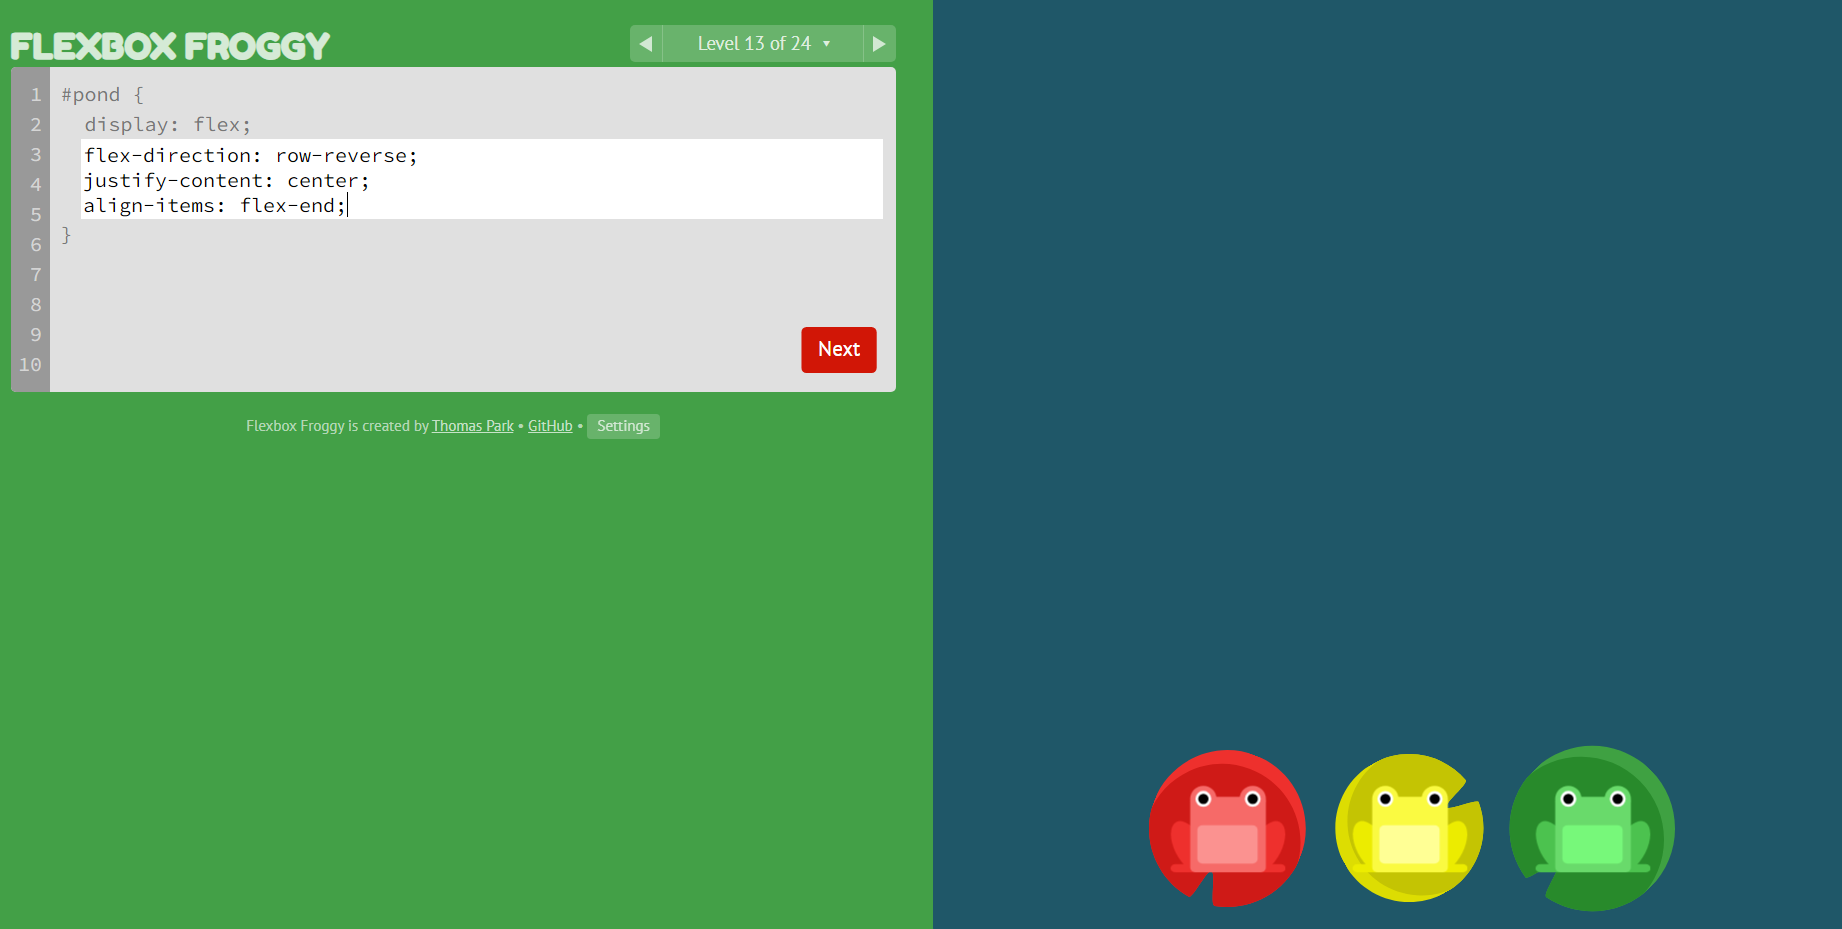 FLEXBOX FROGGY
◀ Level 13 of 24 ▼ ▶
1 #pond {
2 display: flex;
3 flex-direction: row-reverse;
4 justify-content: center;
5 align-items: flex-end;
6 }
7
8
9
10
Next
Flexbox Froggy is created by Thomas Park • GitHub • Settings